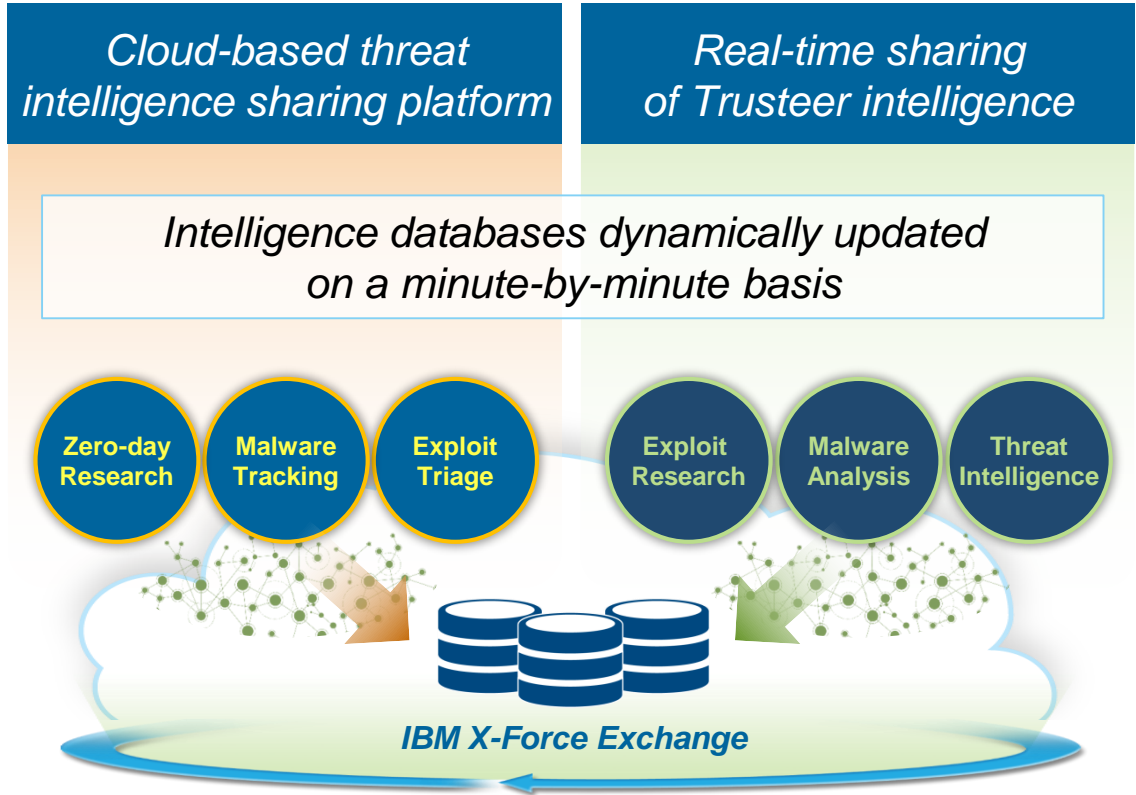 Cloud-based threat
intelligence sharing platform
Real-time sharing
of Trusteer intelligence
Intelligence databases dynamically updated
on a minute-by-minute basis
Zero-day
Research
Malware
Tracking
Exploit
Triage
Exploit
Research
Malware
Analysis
Threat
Intelligence
IBM X-Force Exchange